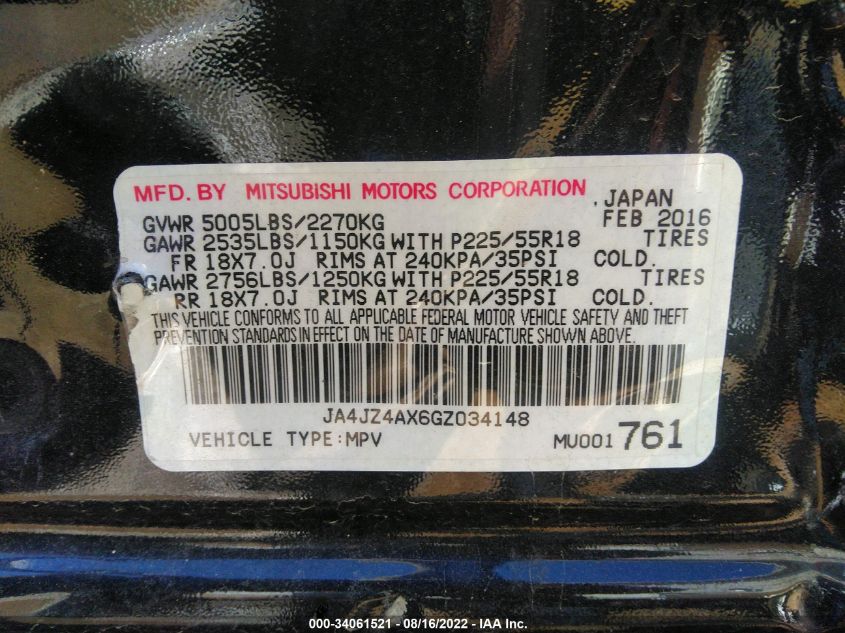 MFD. BY MITSUBISHI MOTORS CORPORATION, JAPAN
GVWR 5005LBS/2270KG FEB 2016
GAWR 2535LBS/1150KG WITH P225/55R18 TIRES
FR 18X7.0J RIMS AT 240KPA/35PSI COLD.
GAWR 2756LBS/1250KG WITH P225/55R18 TIRES
RR 18X7.0J RIMS AT 240KPA/35PSI COLD.
THIS VEHICLE CONFORMS TO ALL APPLICABLE FEDERAL MOTOR VEHICLE SAFETY AND THEFT
PREVENTION STANDARDS IN EFFECT ON THE DATE OF MANUFACTURE SHOWN ABOVE.
JA4JZ4AX6GZ034148
VEHICLE TYPE:MPV MU001 761
000-34061521 - 08/16/2022 - IAA Inc.